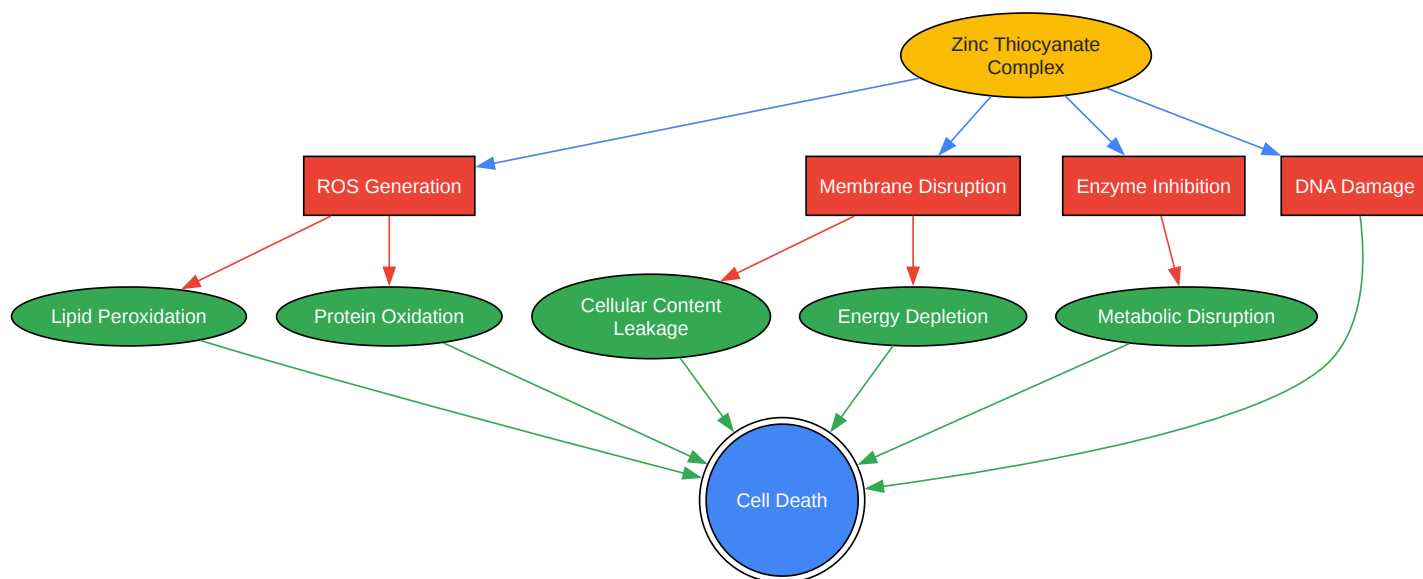 Zinc Thiocyanate
Complex
ROS Generation
Membrane Disruption
Enzyme Inhibition
DNA Damage
Lipid Peroxidation
Protein Oxidation
Cellular Content
Leakage
Energy Depletion
Metabolic Disruption
Cell Death